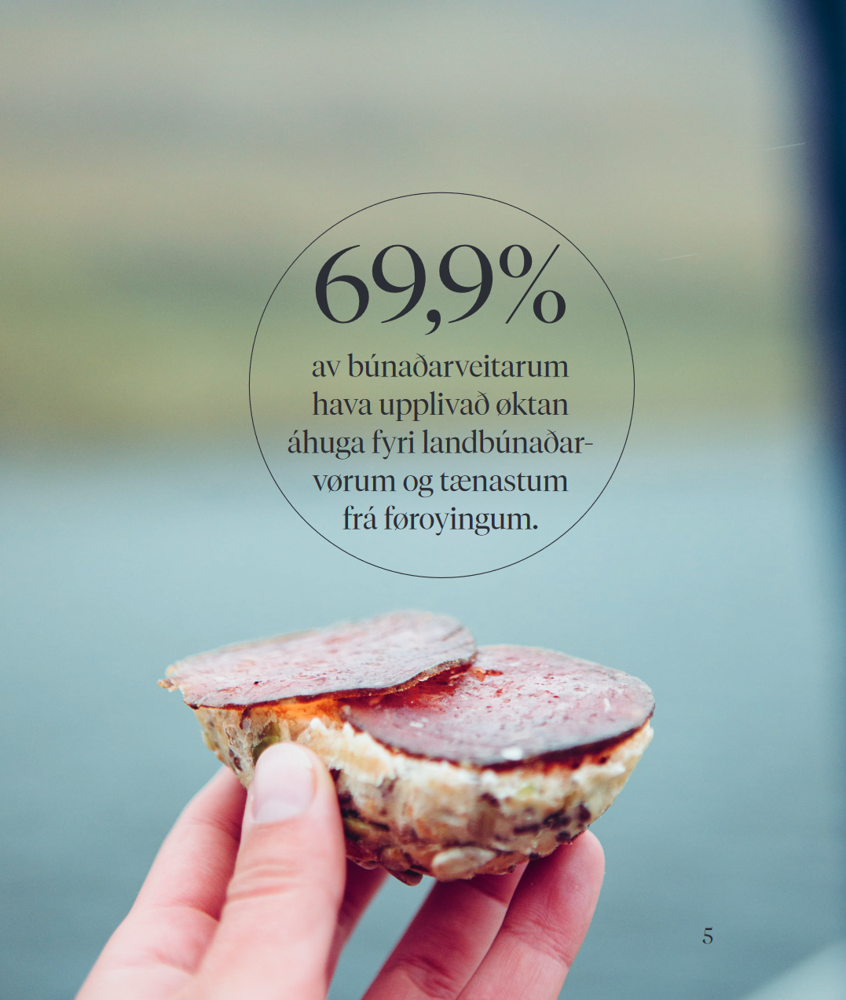 69,9%
av búnaðarveitarum
hava upplivað øktan
áhuga fyri landbúnaðar-
vørum og tænastum
frá føroyingum.
5